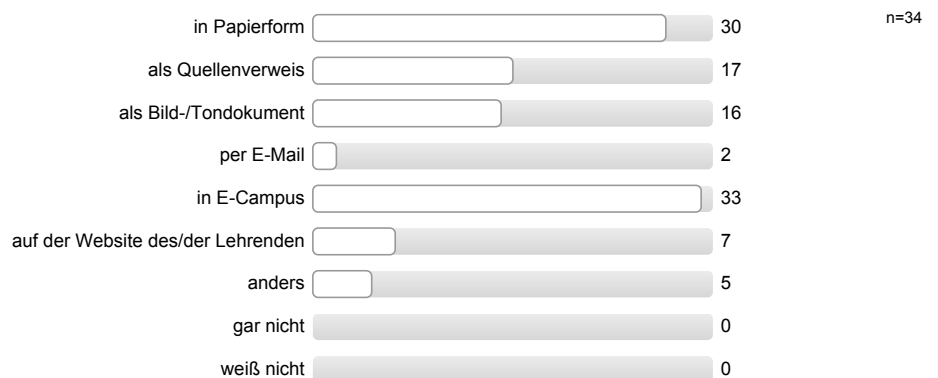 in Papierform 30 n=34
als Quellenverweis 17
als Bild-/Tondokument 16
per E-Mail 2
in E-Campus 33
auf der Website des/der Lehrenden 7
anders 5
gar nicht 0
weiß nicht 0